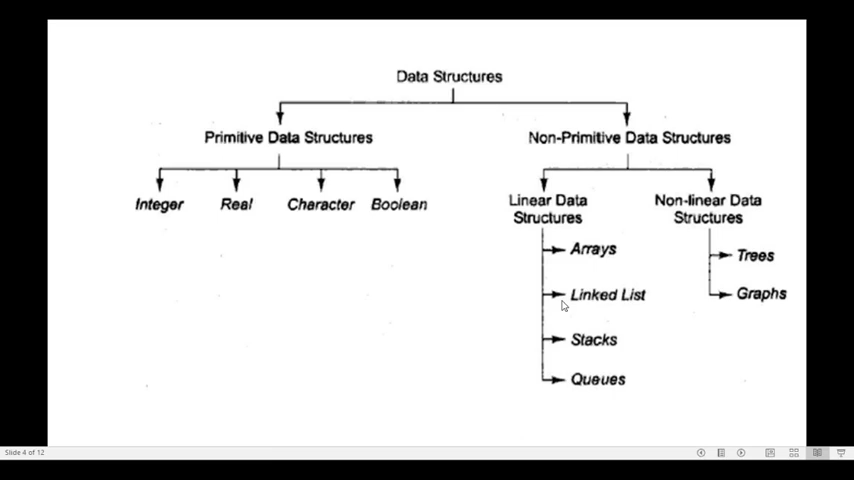 Data Structures
Primitive Data Structures
Non-Primitive Data Structures
Integer
Real
Character
Boolean
Linear Data
Structures
Non-linear Data
Structures
Arrays
Linked List
Stacks
Queues
Trees
Graphs
Slide 4 of 12